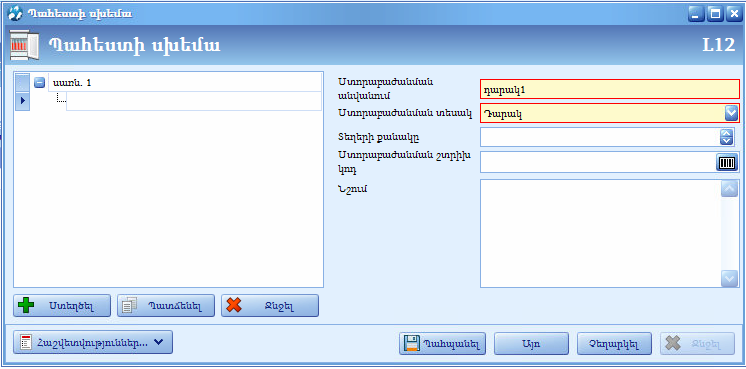 Պահեստի սխեմա
Պահեստի սխեմա
L12
սառն. 1
Ստորաբաժանման
անվանում
դարակ1
Ստորաբաժանման տեսակ
Դարակ
Տեղերի քանակը
Ստորաբաժանման շտրիխ
կոդ
Նշում
Ստեղծել
Պատճենել
Ջնջել
Հաշվետվություններ...
Պահպանել
Այո
Չեղարկել
Ջնջել